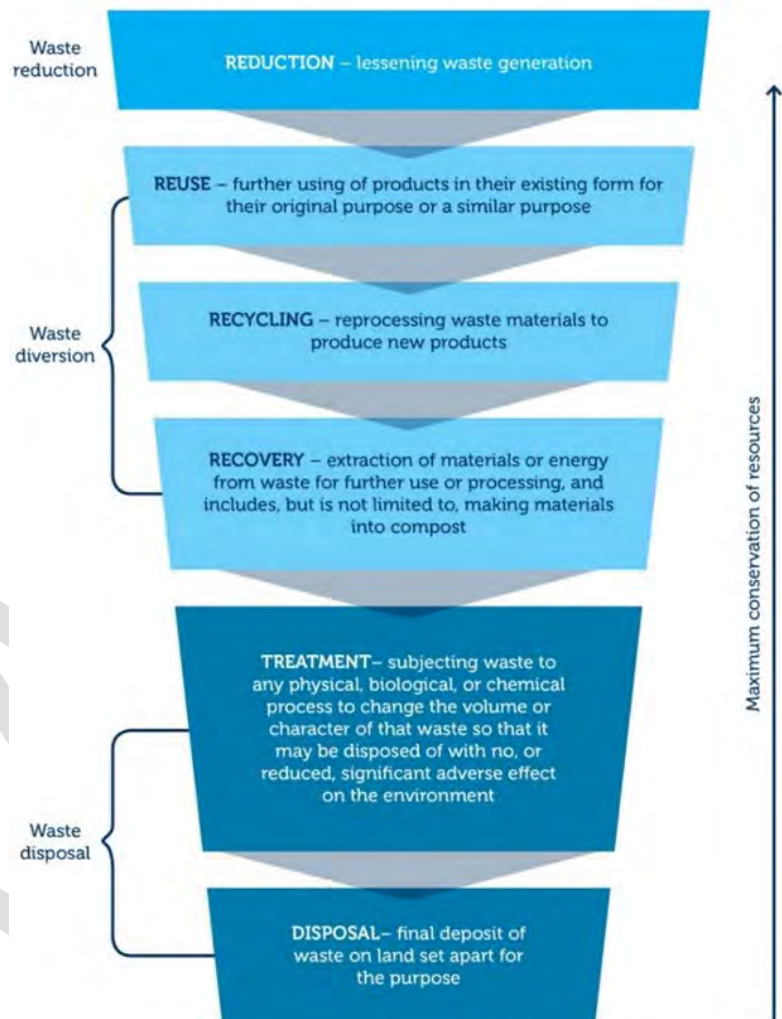 Waste
reduction
REDUCTION – lessening waste generation
REUSE – further using of products in their existing form for
their original purpose or a similar purpose
Waste
diversion
RECYCLING – reprocessing waste materials to
produce new products
RECOVERY – extraction of materials or energy
from waste for further use or processing, and
includes, but is not limited to, making materials
into compost
Maximum conservation of resources
TREATMENT– subjecting waste to
any physical, biological, or chemical
process to change the volume or
character of that waste so that it
may be disposed of with no, or
reduced, significant adverse effect
on the environment
Waste
disposal
DISPOSAL– final deposit of
waste on land set apart for
the purpose